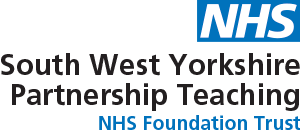 NHS
South West Yorkshire
Partnership Teaching
NHS Foundation Trust